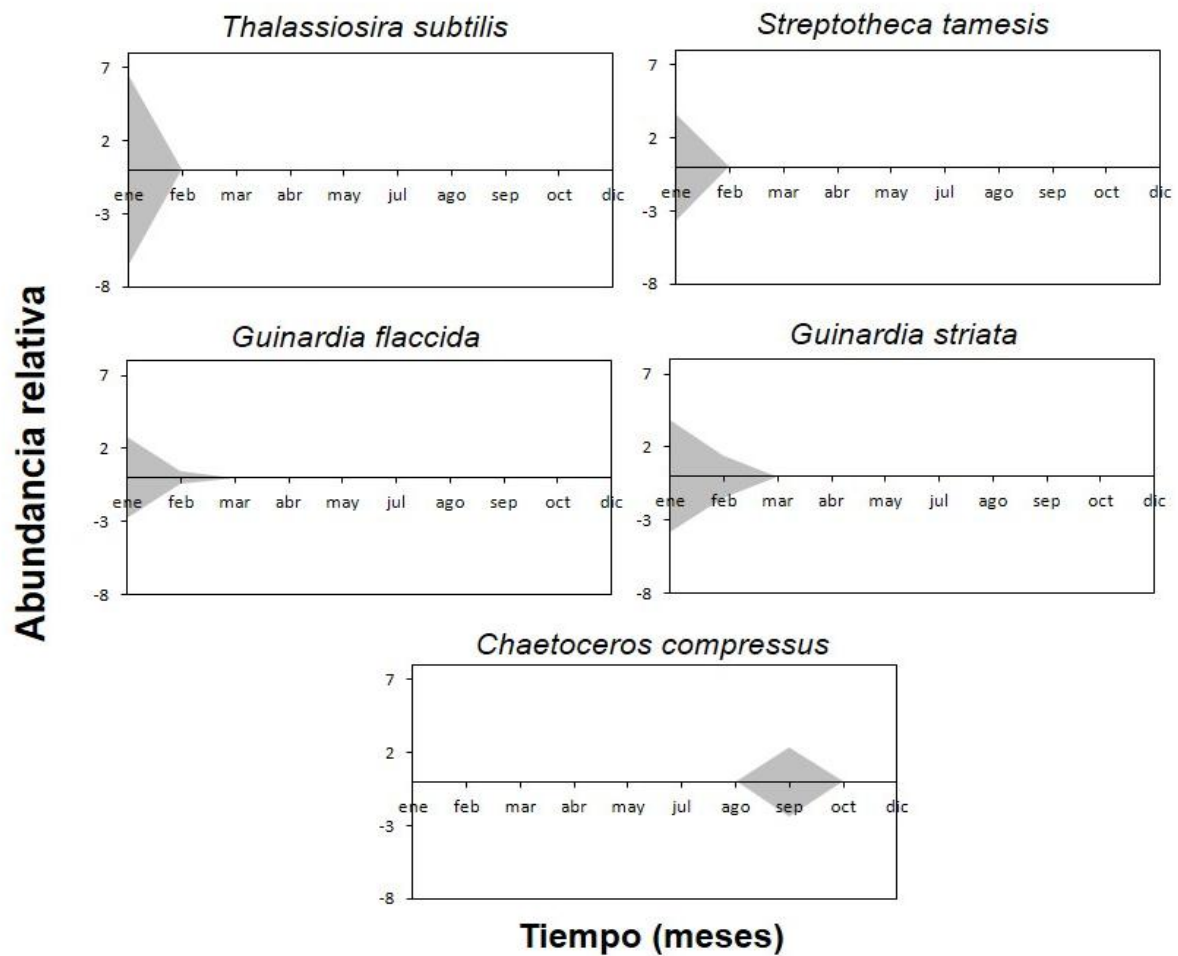 Thalassiosira subtilis
7
2
-3
-8
ene feb mar abr may jul ago sep oct dic
Streptotheca tamesis
7
2
-3
-8
ene feb mar abr may jul ago sep oct dic
Guinardia flaccida
7
2
-3
-8
ene feb mar abr may jul ago sep oct dic
Guinardia striata
7
2
-3
-8
ene feb mar abr may jul ago sep oct dic
Chaetoceros compressus
7
2
-3
-8
ene feb mar abr may jul ago sep oct dic
Abundancia relativa
Tiempo (meses)